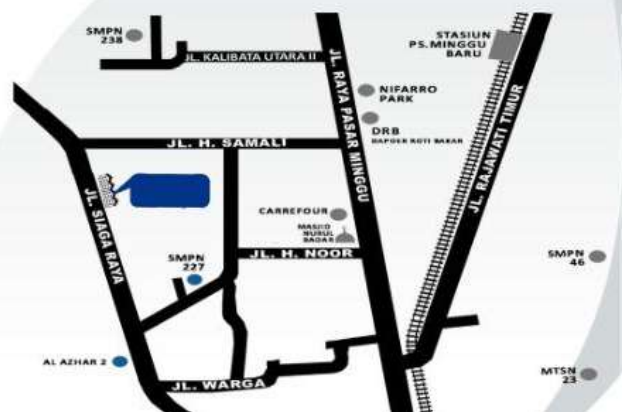 SMPN
238
JL. KALIBATA UTARA II
STASIUN
PS.MINGGU
BARU
JL. RAYA PASAR MINGGU
NIFARRO
PARK
DRB
DAPOER ROTI BAKAR
JL. RAJAWATI TIMUR
JL. H. SAMALI
JL. SIAGA RAYA
CARREFOUR
MASJID
NURUL
BADAR
JL. H. NOOR
SMPN
227
SMPN
46
AL AZHAR 2
JL. WARGA
MTSN
23